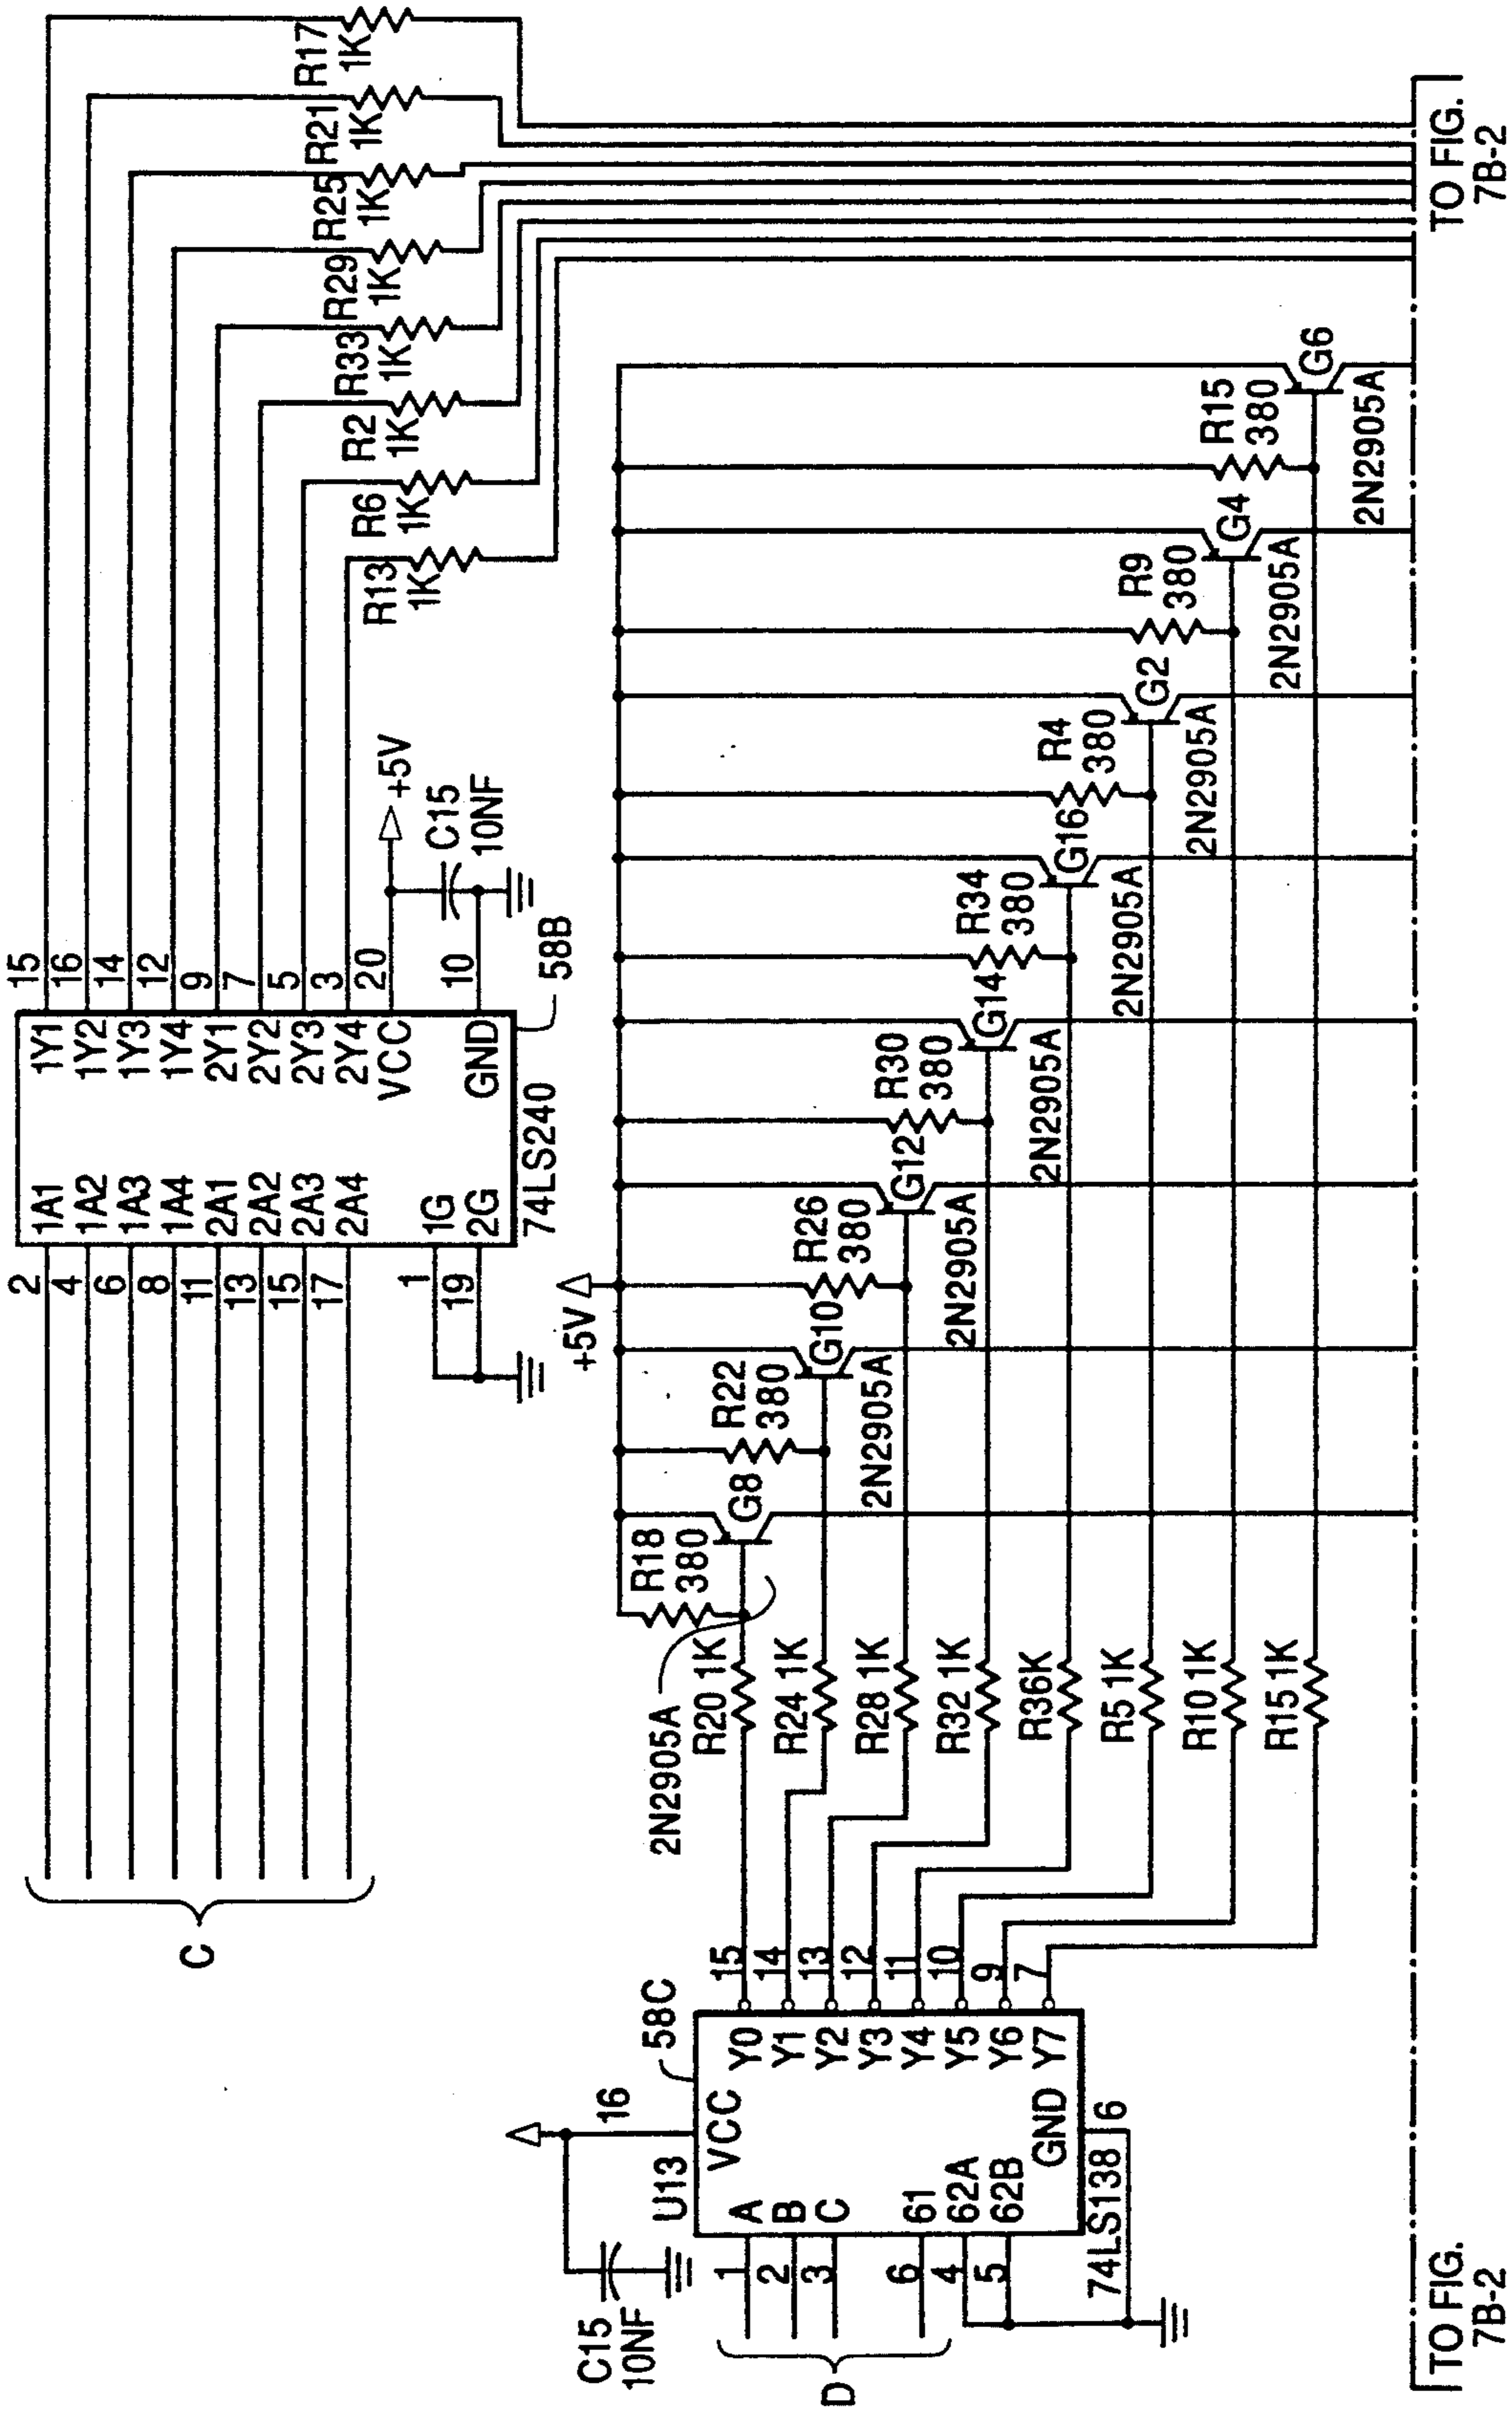 C
2
4
6
8
11
13
15
17
1
19
1A1
1A2
1A3
1A4
2A1
2A2
2A3
2A4
1G
2G
1Y1
1Y2
1Y3
1Y4
2Y1
2Y2
2Y3
2Y4
VCC
GND
74LS240
58B
15
16
14
12
9
7
5
3
20
10
+5V
C15
10NF
R17
1K
R21
1K
R25
1K
R29
1K
R33
1K
R2
1K
R6
1K
R13
1K
+5V
R18
380
G8
2N2905A
R22
380
G10
2N2905A
R26
380
G12
2N2905A
R30
380
G14
2N2905A
R34
380
G16
2N2905A
R4
380
G2
2N2905A
R9
380
G4
2N2905A
R15
380
G6
2N2905A
R20 1K
R24 1K
R28 1K
R32 1K
R36K
R5 1K
R10 1K
R15 1K
C15
10NF
16
58C
U13
VCC
A
B
C
61
62A
62B
GND
Y0
Y1
Y2
Y3
Y4
Y5
Y6
Y7
15
14
13
12
11
10
9
7
1
2
3
6
4
5
D
74LS138
6
TO FIG.
7B-2
TO FIG.
7B-2